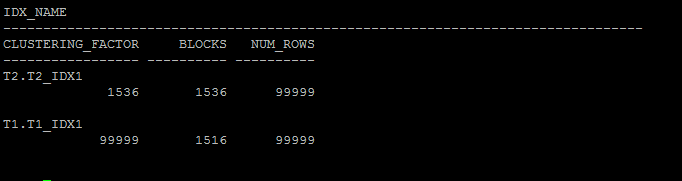 IDX_NAME
--------------------------------------------------------------------------------
CLUSTERING_FACTOR     BLOCKS   NUM_ROWS
----------------- ---------- ----------
T2.T2_IDX1
             1536       1536      99999
T1.T1_IDX1
            99999       1516      99999